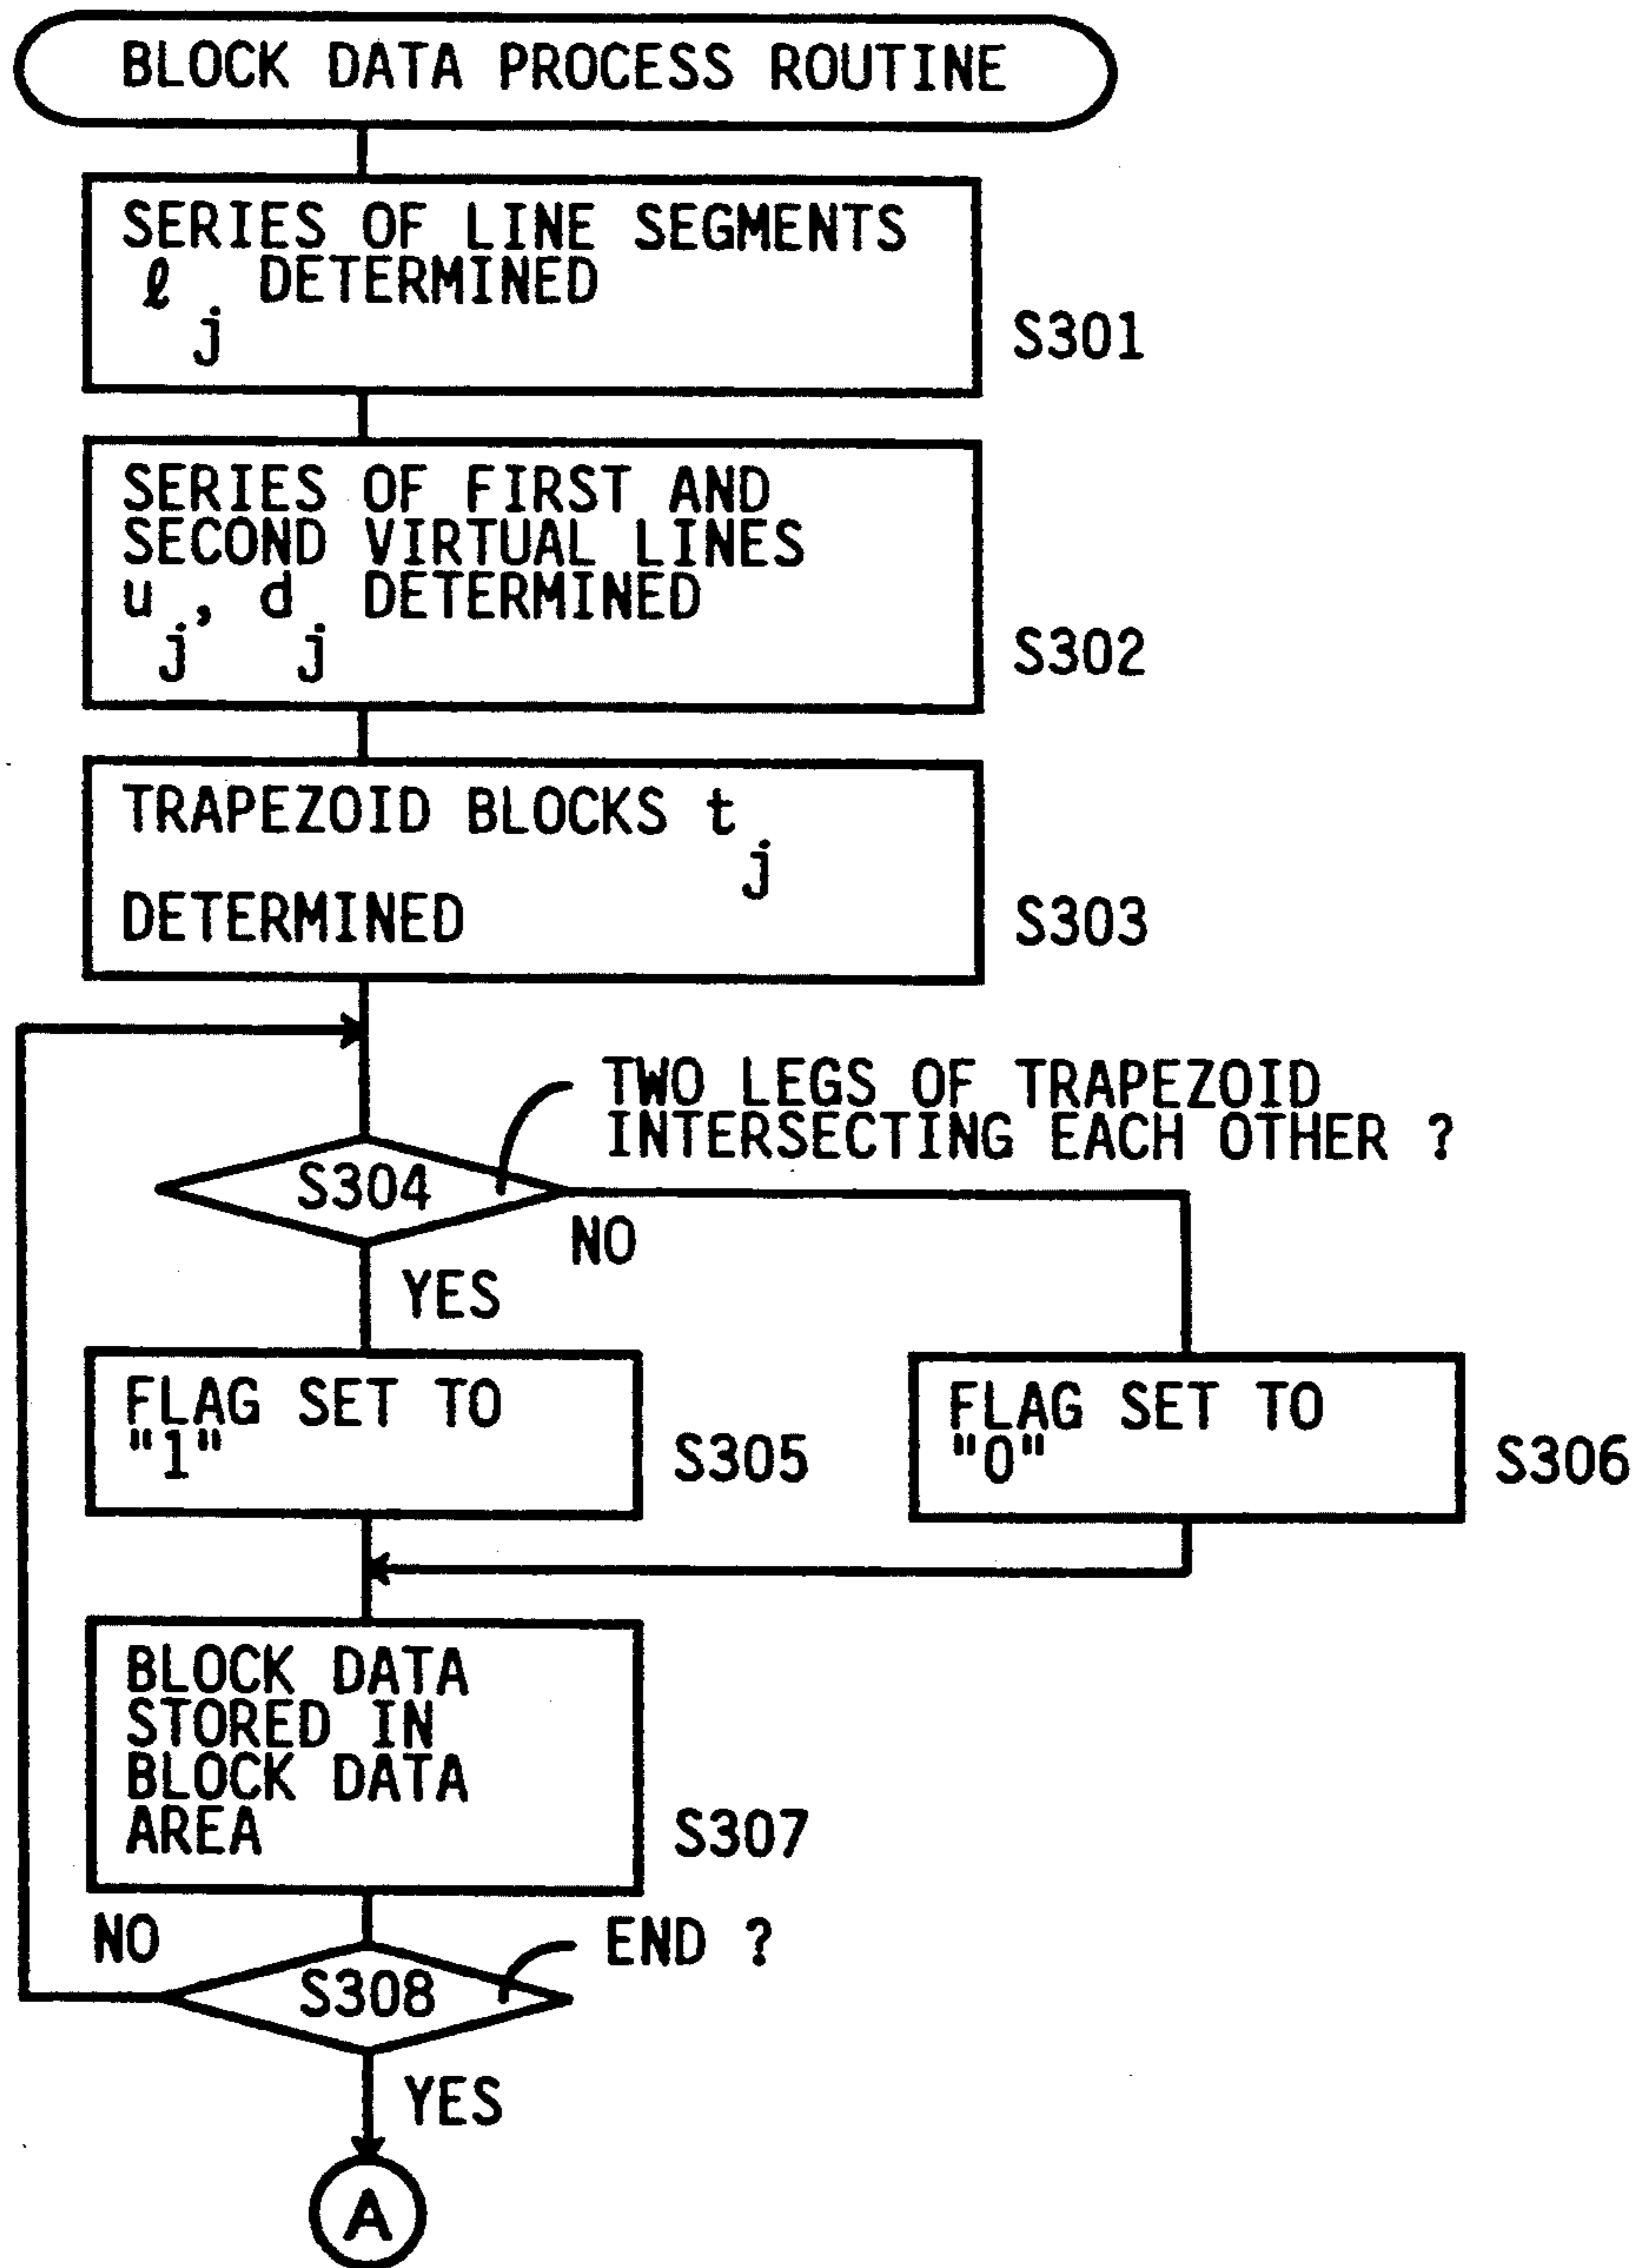 BLOCK DATA PROCESS ROUTINE
SERIES OF LINE SEGMENTS
ℓ j DETERMINED
S301
SERIES OF FIRST AND
SECOND VIRTUAL LINES
u j, d j DETERMINED
S302
TRAPEZOID BLOCKS t j
DETERMINED
S303
TWO LEGS OF TRAPEZOID
INTERSECTING EACH OTHER ?
S304
NO
YES
FLAG SET TO
"1"
S305
FLAG SET TO
"0"
S306
BLOCK DATA
STORED IN
BLOCK DATA
AREA
S307
NO
END ?
S308
YES
A